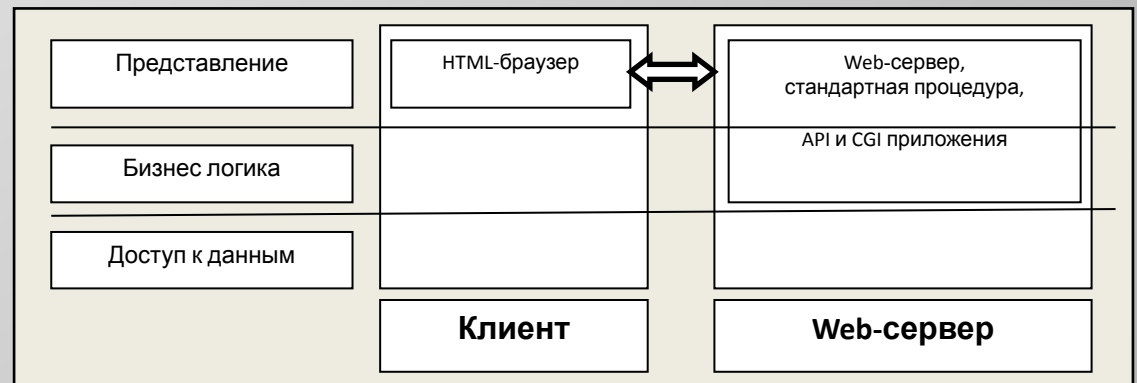 Представление
HTML-браузер
Web-сервер,
стандартная процедура,
API и CGI приложения
Бизнес логика
Доступ к данным
Клиент
Web-сервер